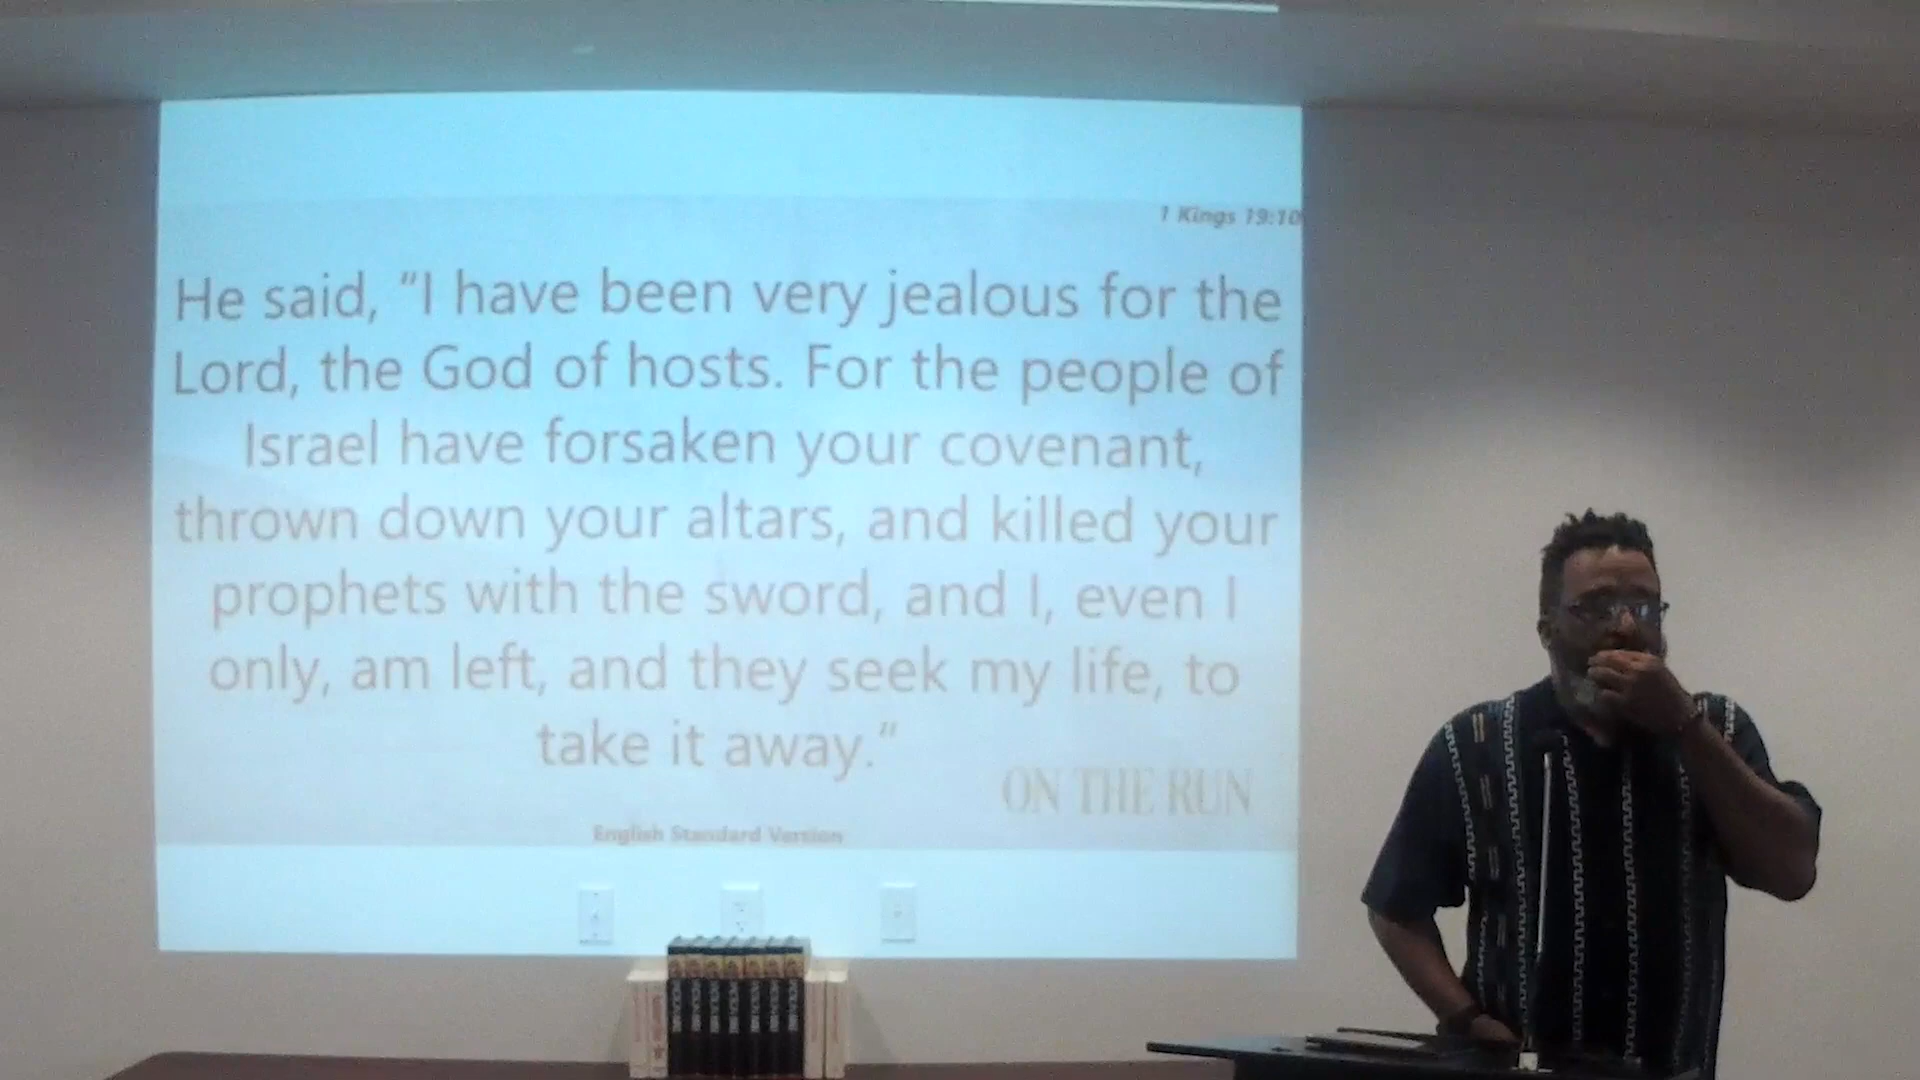 1 Kings 19:10
He said, “I have been very jealous for the
Lord, the God of hosts. For the people of
Israel have forsaken your covenant,
thrown down your altars, and killed your
prophets with the sword, and I, even I
only, am left, and they seek my life, to
take it away.”
ON THE RUN
English Standard Version